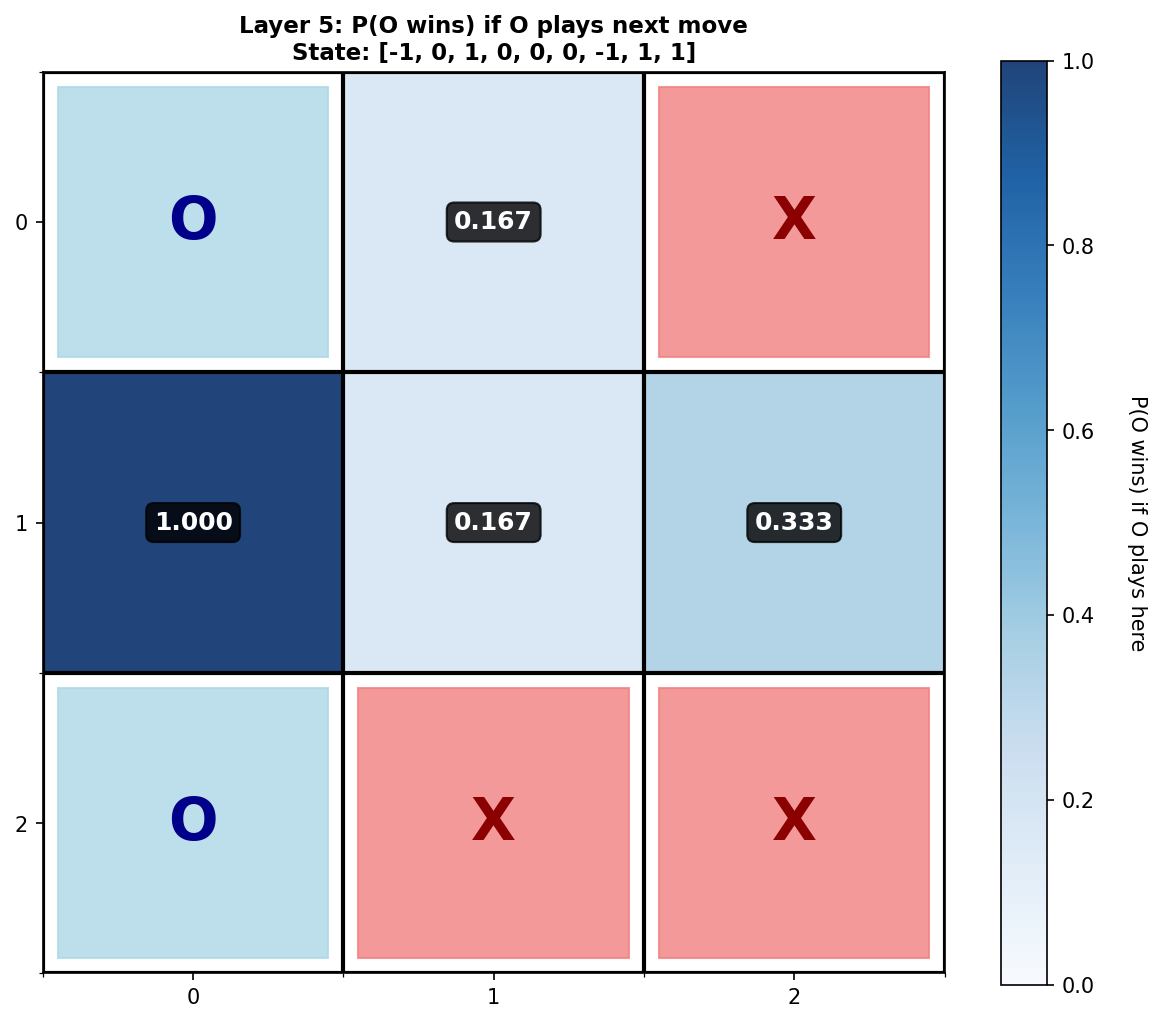 Layer 5: P(O wins) if O plays next move
State: [-1, 0, 1, 0, 0, 0, -1, 1, 1]
0
O
0.167
X
1
1.000
0.167
0.333
2
O
X
X
0
1
2
1.0
0.8
0.6
0.4
0.2
0.0
P(O wins) if O plays here